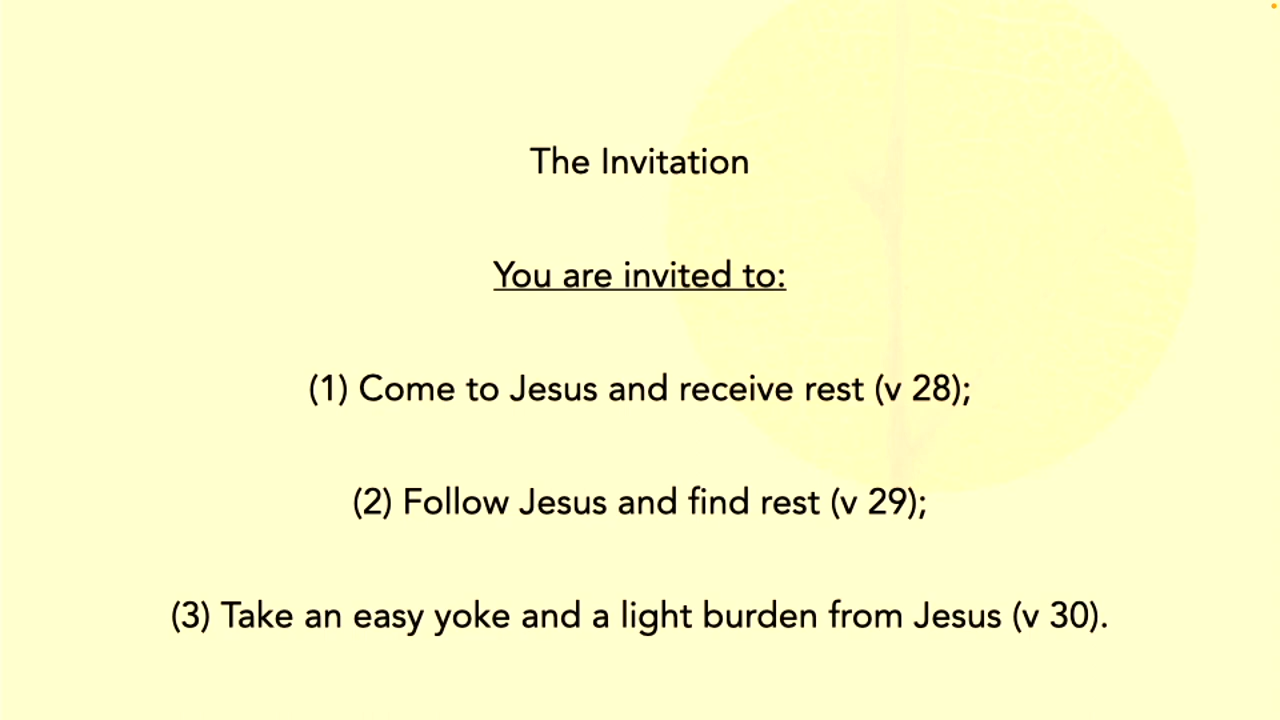 The Invitation
You are invited to:
(1) Come to Jesus and receive rest (v 28);
(2) Follow Jesus and find rest (v 29);
(3) Take an easy yoke and a light burden from Jesus (v 30).